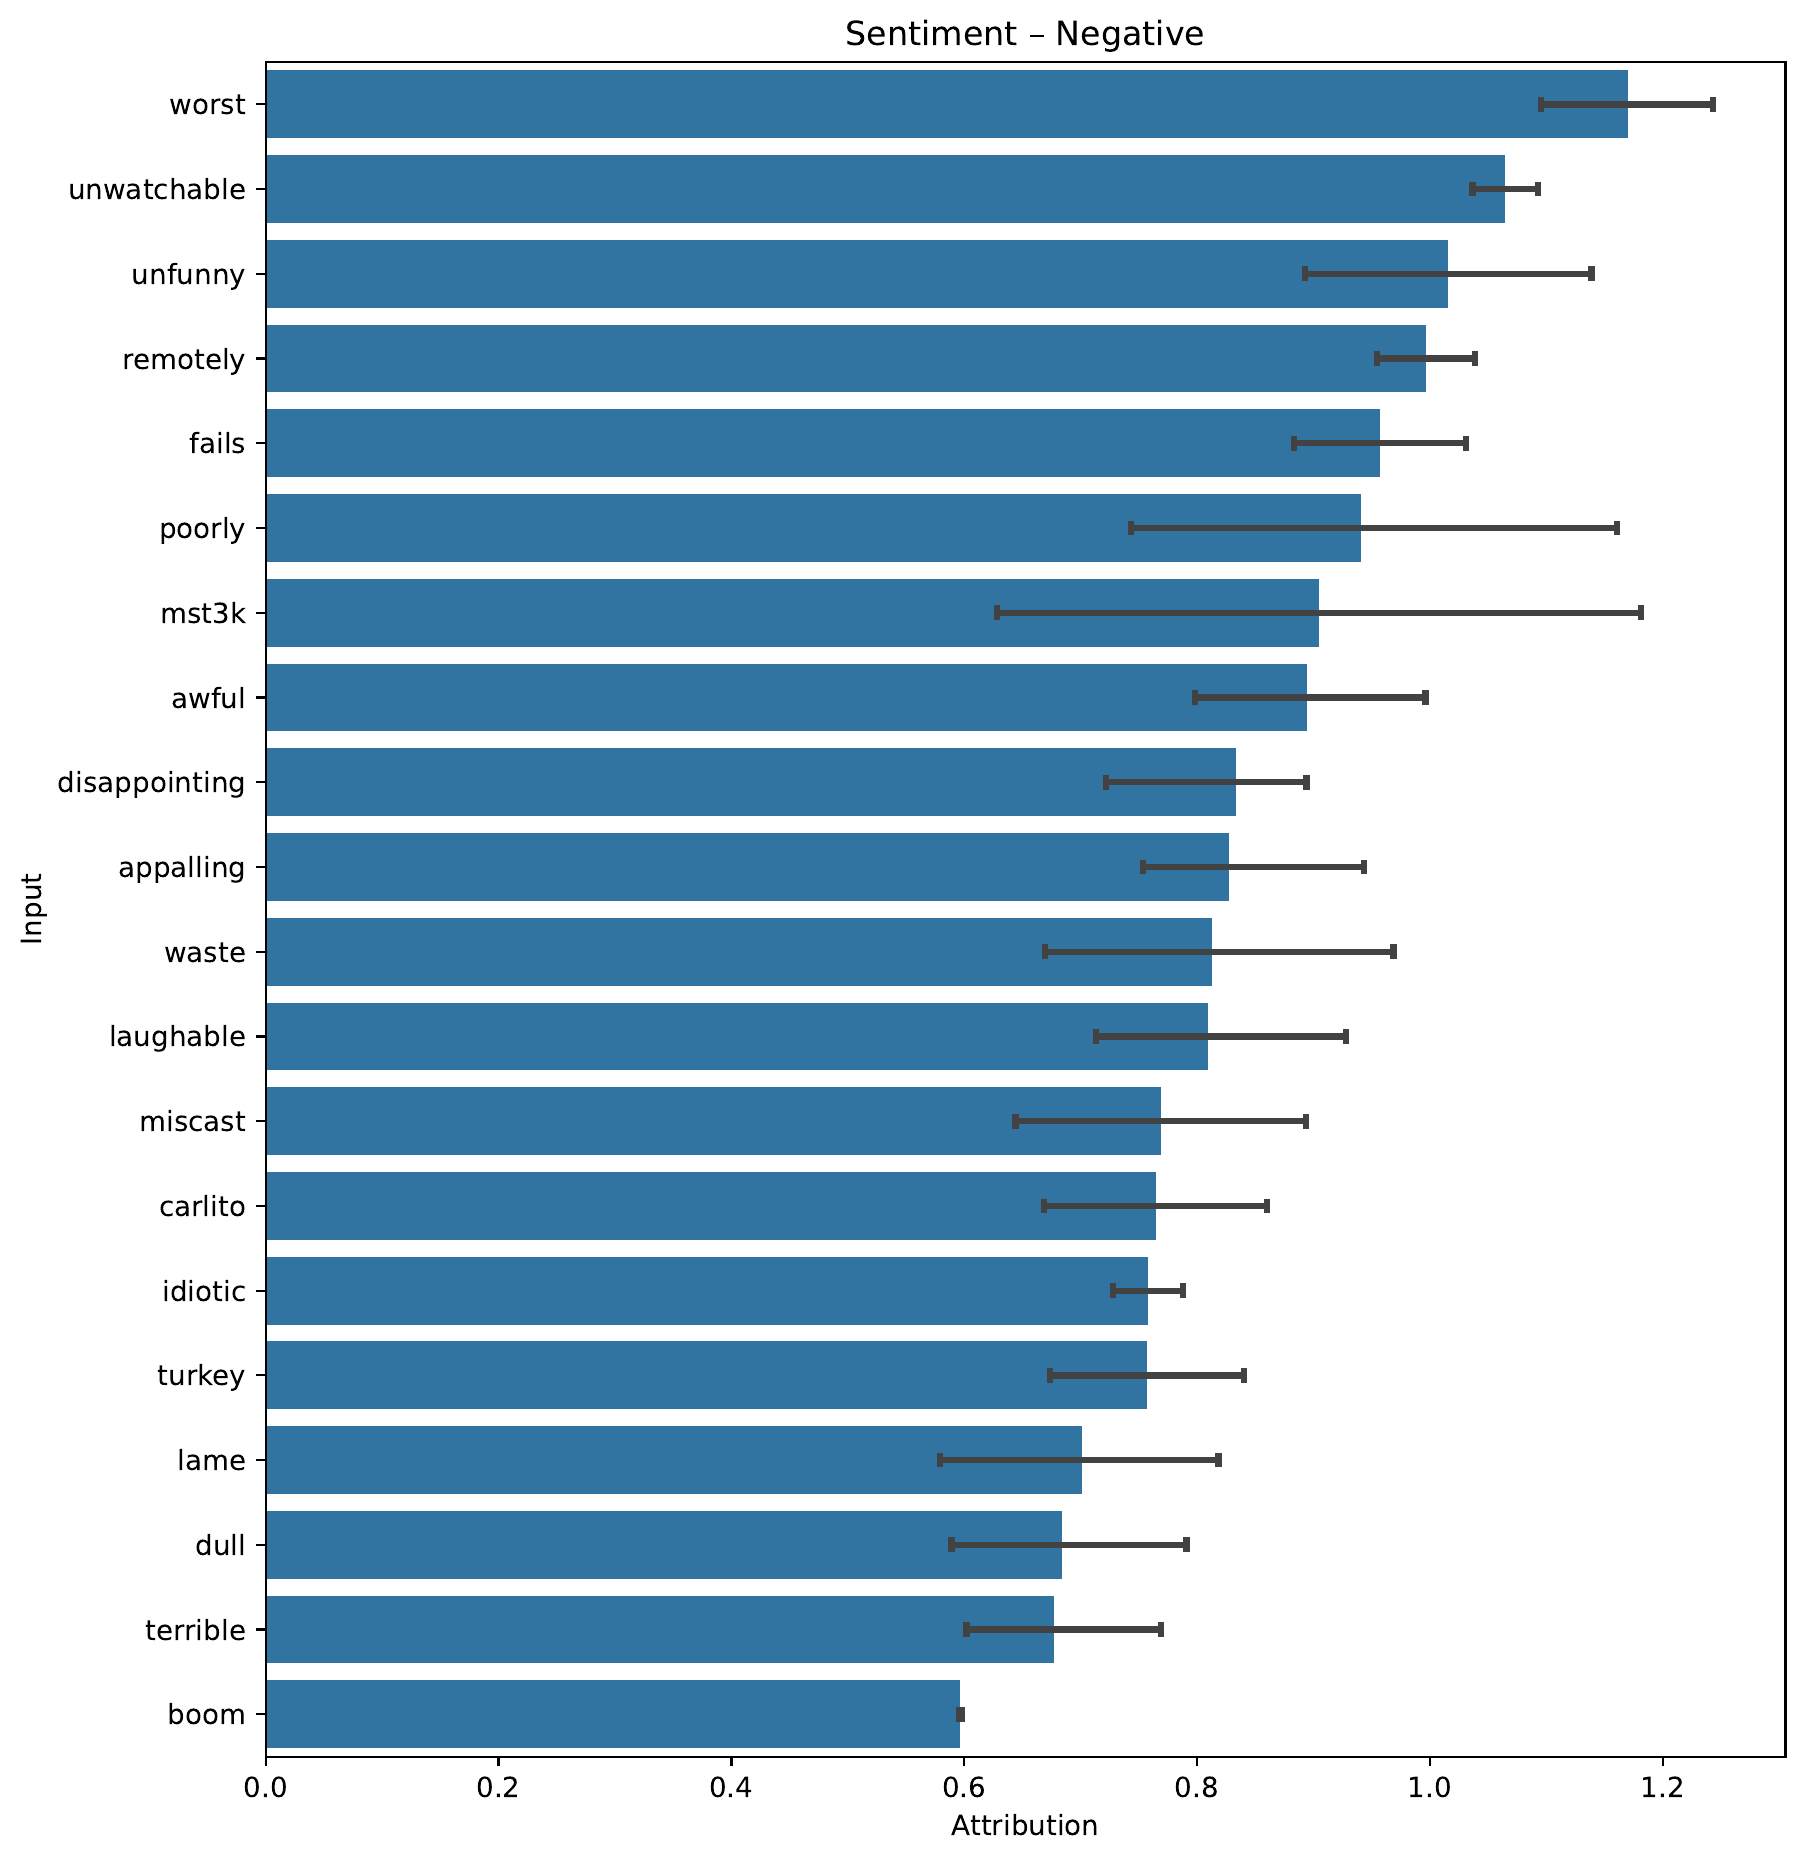 Sentiment – Negative
worst
unwatchable
unfunny
remotely
fails
poorly
mst3k
awful
disappointing
appalling
waste
laughable
miscast
carlito
idiotic
turkey
lame
dull
terrible
boom
Input
0.0 0.2 0.4 0.6 0.8 1.0 1.2
Attribution